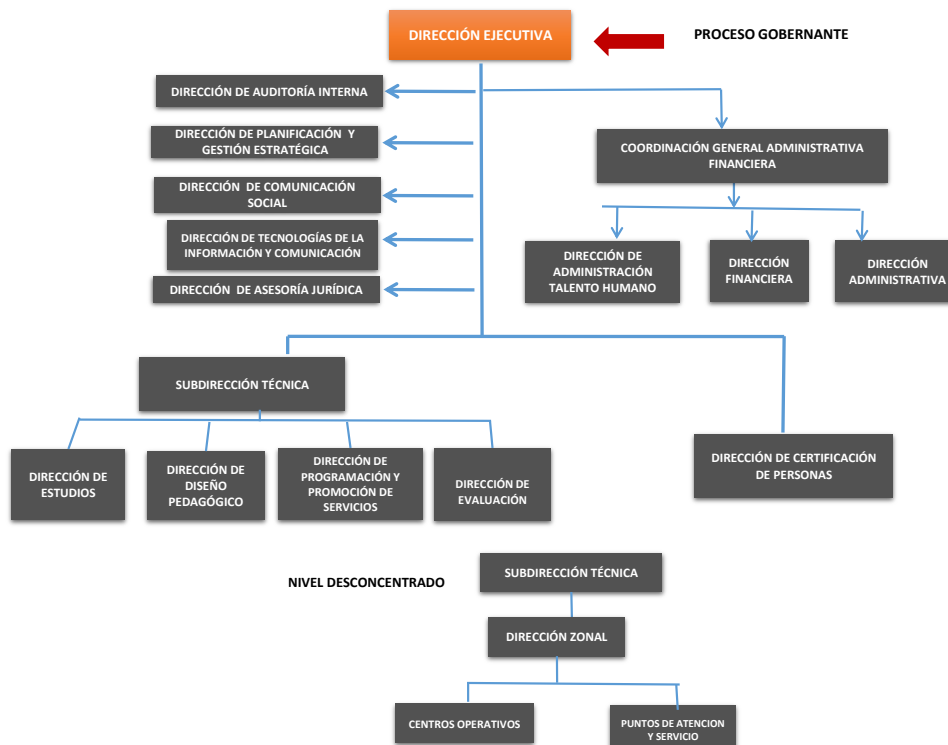 DIRECCIÓN EJECUTIVA
PROCESO GOBERNANTE
DIRECCIÓN DE AUDITORÍA INTERNA
DIRECCIÓN DE PLANIFICACIÓN Y
GESTIÓN ESTRATÉGICA
DIRECCIÓN DE COMUNICACIÓN
SOCIAL
DIRECCIÓN DE TECNOLOGÍAS DE LA
INFORMACIÓN Y COMUNICACIÓN
DIRECCIÓN DE ASESORÍA JURÍDICA
COORDINACIÓN GENERAL ADMINISTRATIVA
FINANCIERA
DIRECCIÓN DE
ADMINISTRACIÓN
TALENTO HUMANO
DIRECCIÓN
FINANCIERA
DIRECCIÓN
ADMINISTRATIVA
SUBDIRECCIÓN TÉCNICA
DIRECCIÓN DE
ESTUDIOS
DIRECCIÓN DE
DISEÑO
PEDAGÓGICO
DIRECCIÓN DE
PROGRAMACIÓN Y
PROMOCIÓN DE
SERVICIOS
DIRECCIÓN DE
EVALUACIÓN
DIRECCIÓN DE CERTIFICACIÓN
DE PERSONAS
NIVEL DESCONCENTRADO
SUBDIRECCIÓN TÉCNICA
DIRECCIÓN ZONAL
CENTROS OPERATIVOS
PUNTOS DE ATENCION
Y SERVICIO